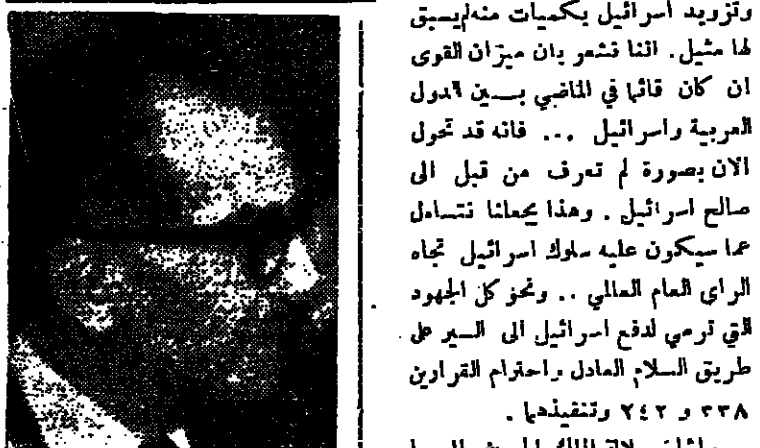 وتزويد اسرائيل بكميات منه لم يسبق
لها مثيل. اننا نشعر بان ميزان القوى
ان كان قائما في الماضي بـــين الدول
العربية واسرائيل ... فانه قد تحول
الان بصورة لم تعرف من قبل الى
صالح اسرائيل . وهذا يجعلنا نتساءل
عما سيكون عليه سلوك اسرائيل تجاه
الراي العام العالمي .. ونحو كل الجهود
التي ترمي لدفع اسرائيل الى السير على
طريق السلام العادل واحترام القرارين
٣٣٨ و ٢٤٢ وتنفيذهما .